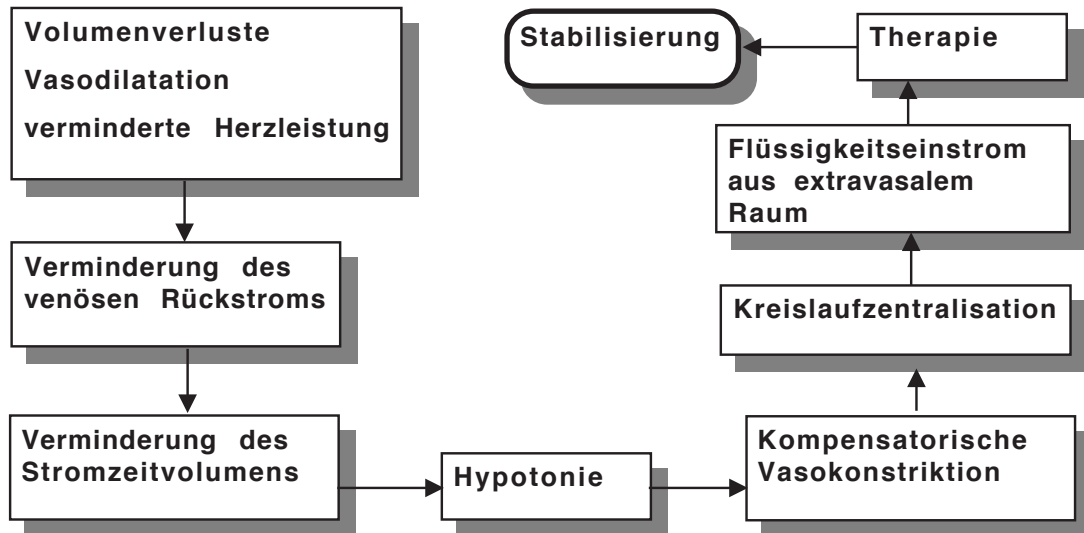 Volumenverluste
Vasodilatation
verminderte Herzleistung
Verminderung des
venösen Rückstroms
Verminderung des
Stromzeitvolumens
Hypotonie
Kompensatorische
Vasokonstriktion
Kreislaufzentralisation
Flüssigkeitseinstrom
aus extravasalem
Raum
Therapie
Stabilisierung